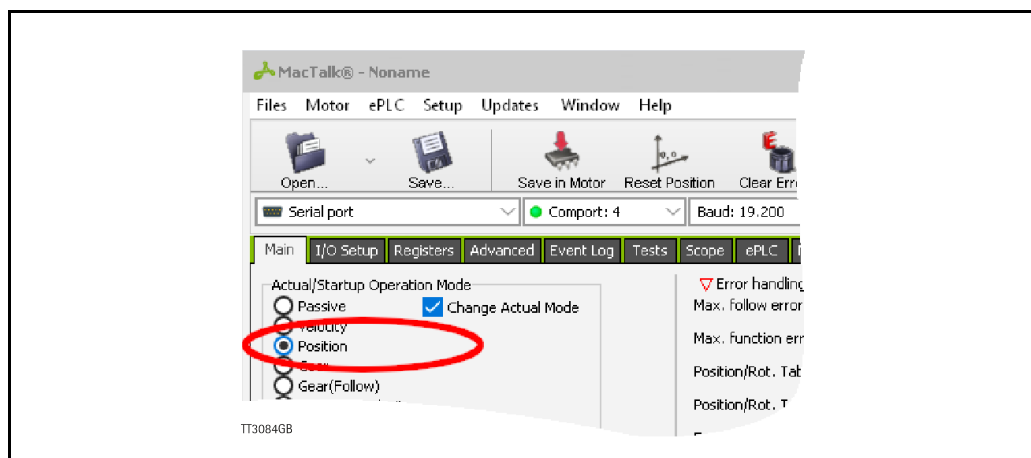 MacTalk® - Noname
Files Motor ePLC Setup Updates Window Help
Open... Save... Save in Motor Reset Position Clear Err
Serial port Comport: 4 Baud: 19.200
Main I/O Setup Registers Advanced Event Log Tests Scope ePLC
Actual/Startup Operation Mode
Passive Change Actual Mode
Velocity
Position
Gear(Follow)
Error handling
Max. follow error
Max. function err
Position/Rot. Tab
Position/Rot. T
TT3084GB